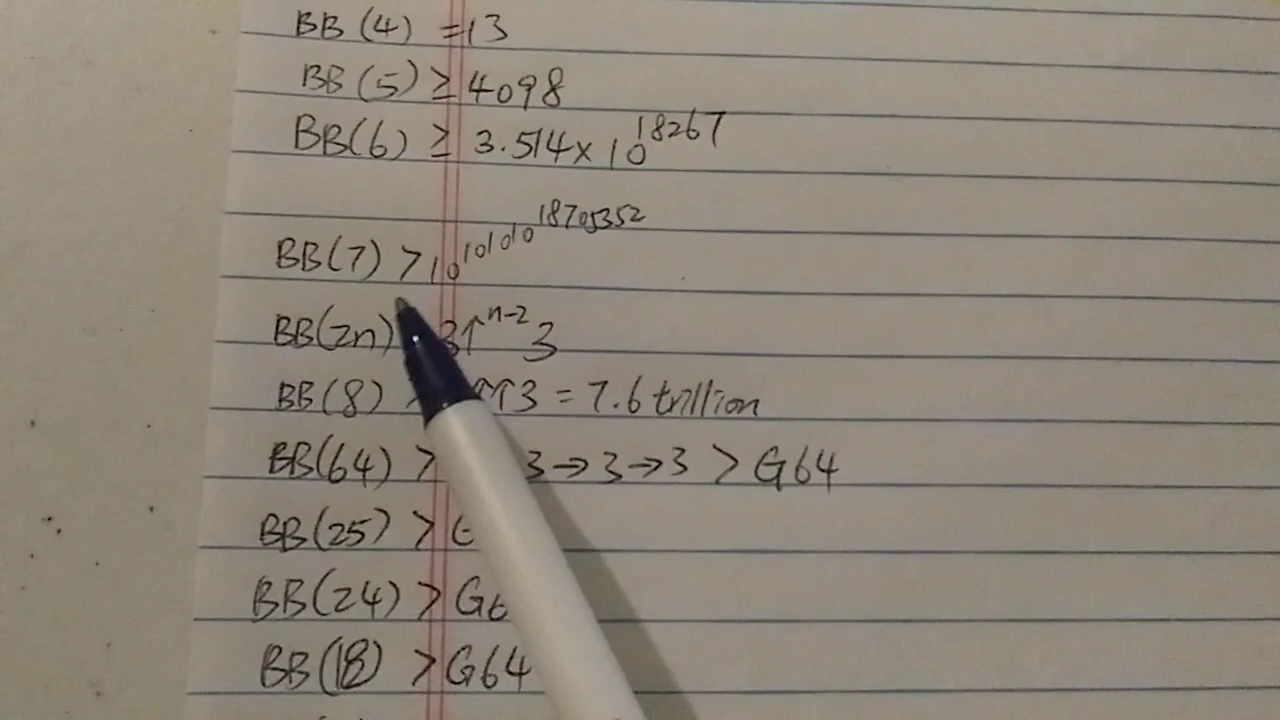 BB(4) = 13
BB(5) ≥ 4098
BB(6) ≥ 3.514 × 10^18267
BB(7) > 10^10^10^10^18705352
BB(2n) 3↑^n-2 3
BB(8) ↑↑3 = 7.6 trillion
BB(64) > 3→3→3 > G64
BB(25) > G
BB(24) > G6
BB(18) > G64